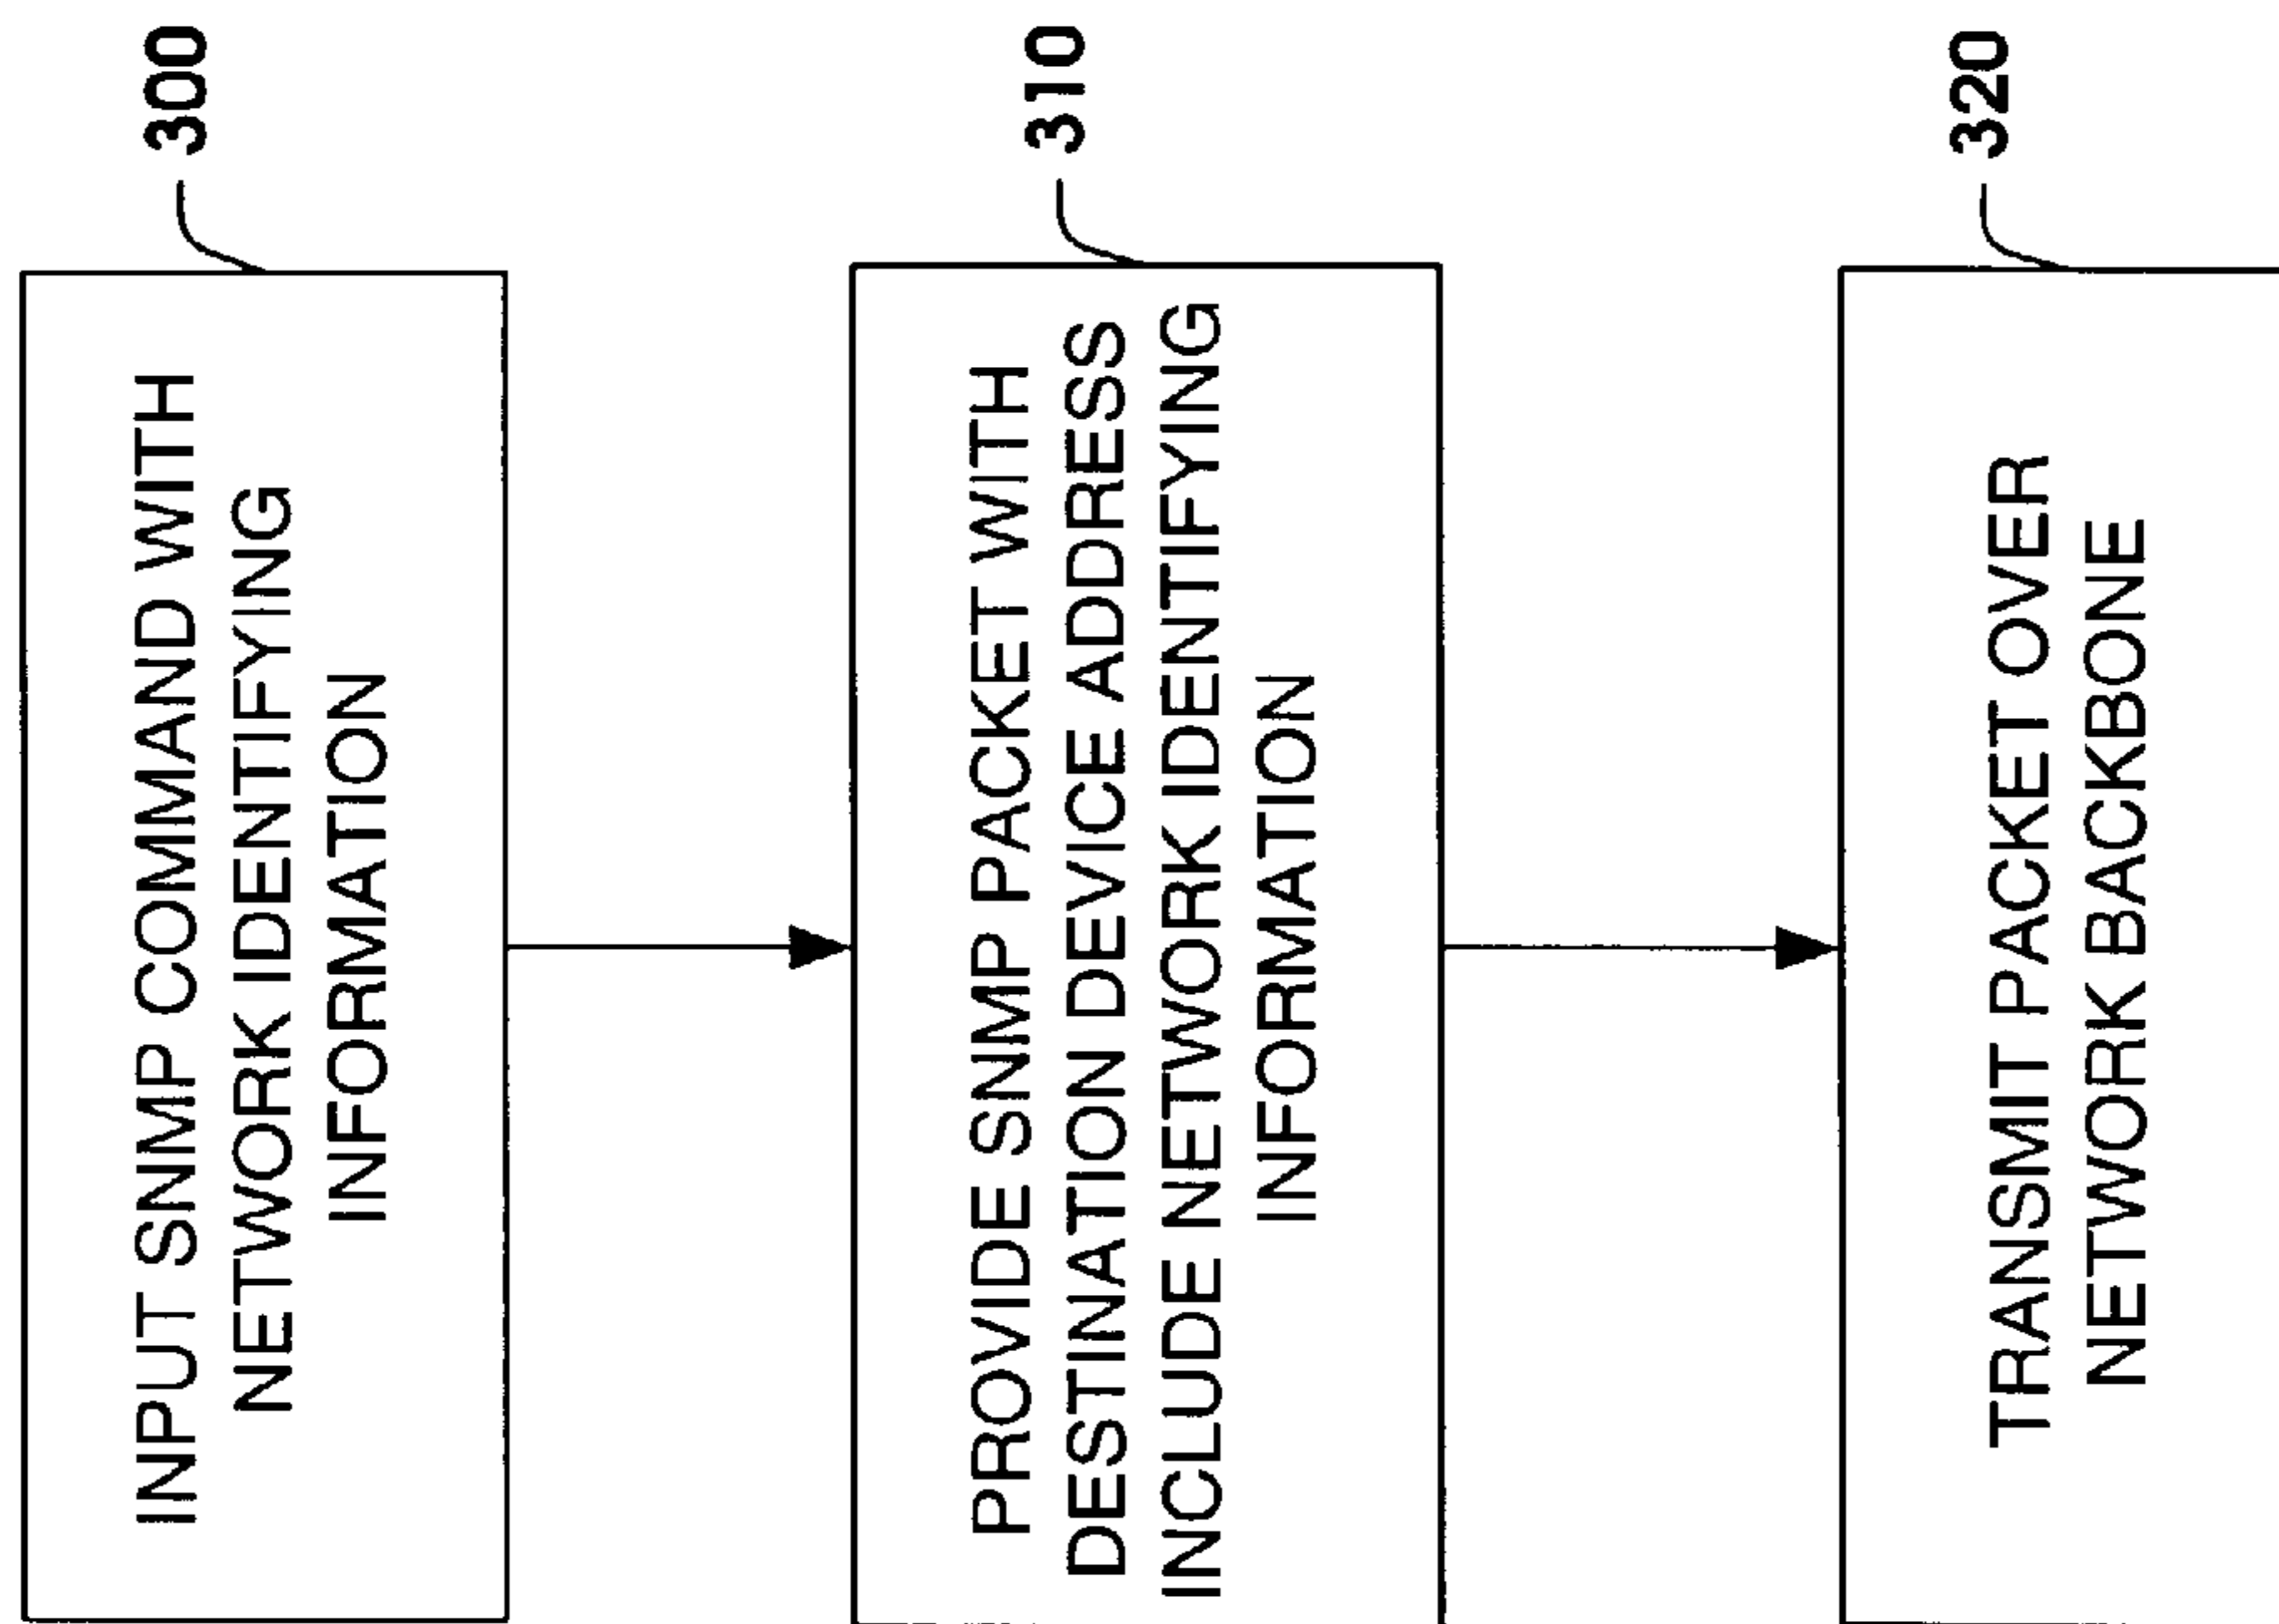 INPUT SNMP COMMAND WITH
NETWORK IDENTIFYING
INFORMATION
300
PROVIDE SNMP PACKET WITH
DESTINATION DEVICE ADDRESS
INCLUDE NETWORK IDENTIFYING
INFORMATION
310
TRANSMIT PACKET OVER
NETWORK BACKBONE
320